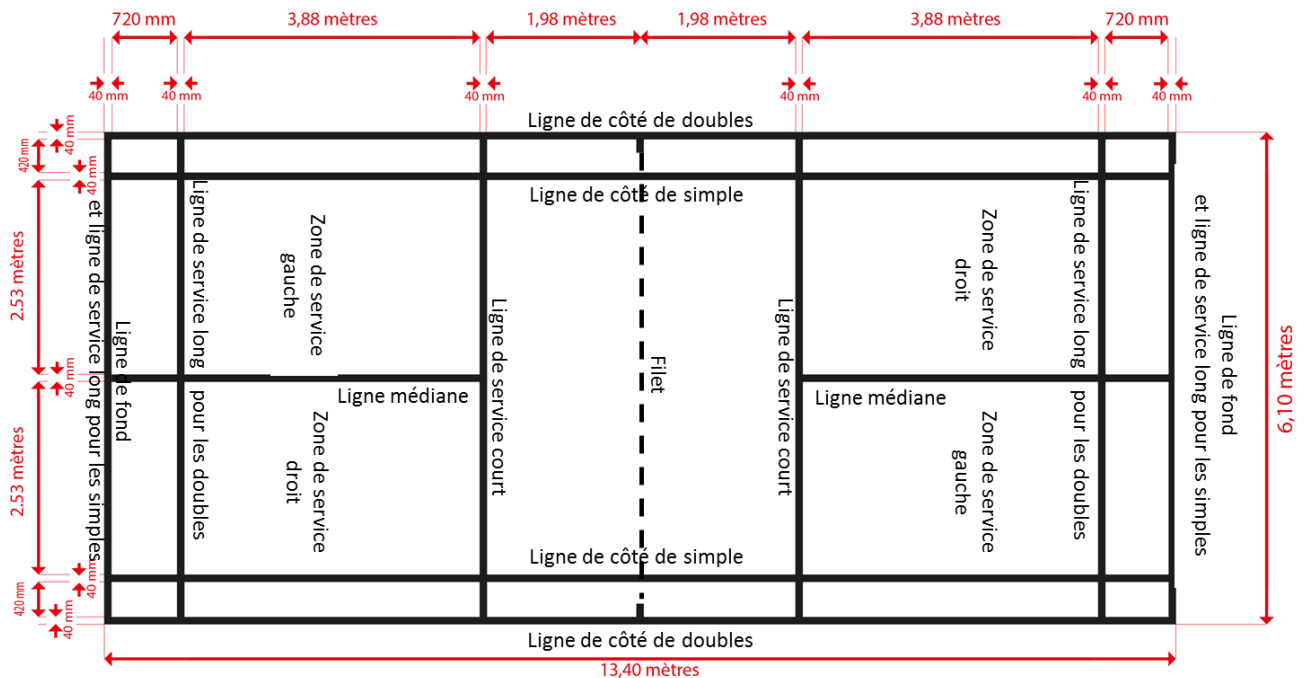 720 mm
3,88 mètres
1,98 mètres
1,98 mètres
3,88 mètres
720 mm
40 mm
40 mm
40 mm
40 mm
40 mm
40 mm
Ligne de côté de doubles
40 mm
420 mm
40 mm
Ligne de côté de simple
2.53 mètres
40 mm
2.53 mètres
Ligne de fond
et ligne de service long pour les simples
Ligne de service long pour les doubles
Zone de service
gauche
Ligne médiane
Zone de service
droit
Ligne de service court
Filet
Ligne de service court
Zone de service
droit
Ligne médiane
Zone de service
gauche
Ligne de service long pour les doubles
Ligne de fond
et ligne de service long pour les simples
6,10 mètres
Ligne de côté de simple
40 mm
420 mm
40 mm
Ligne de côté de doubles
13,40 mètres